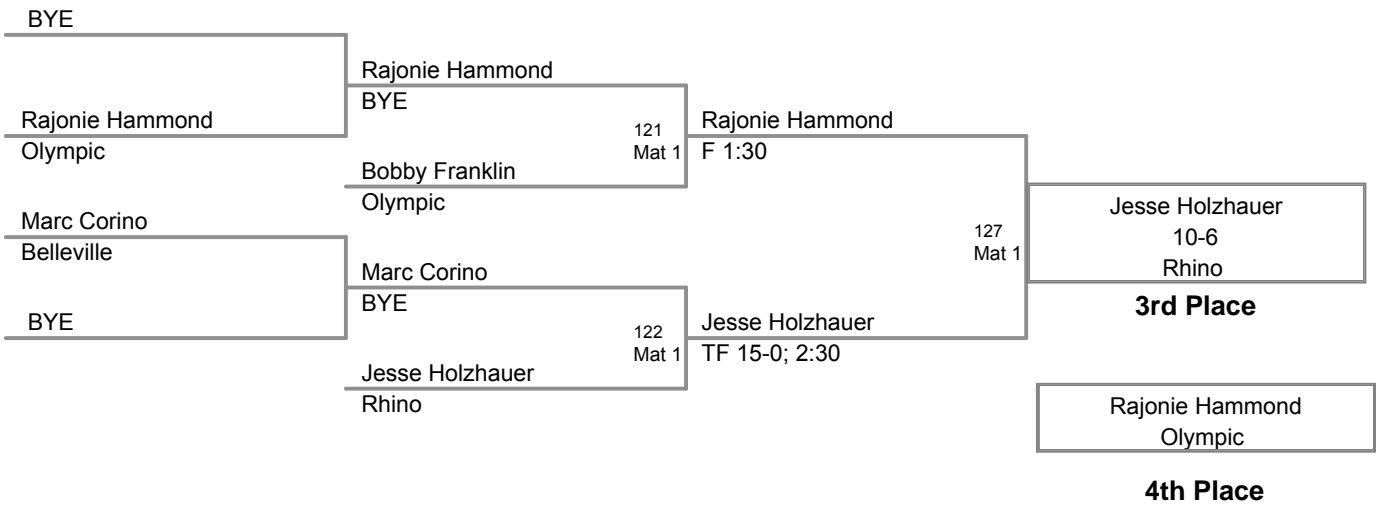 BYE
Rajonie Hammond
BYE
Rajonie Hammond
Olympic
121
Mat 1
Rajonie Hammond
F 1:30
Bobby Franklin
Olympic
Marc Corino
Belleville
127
Mat 1
Jesse Holzhauer
10-6
Rhino
3rd Place
Marc Corino
BYE
BYE
122
Mat 1
Jesse Holzhauer
TF 15-0; 2:30
Jesse Holzhauer
Rhino
Rajonie Hammond
Olympic
4th Place